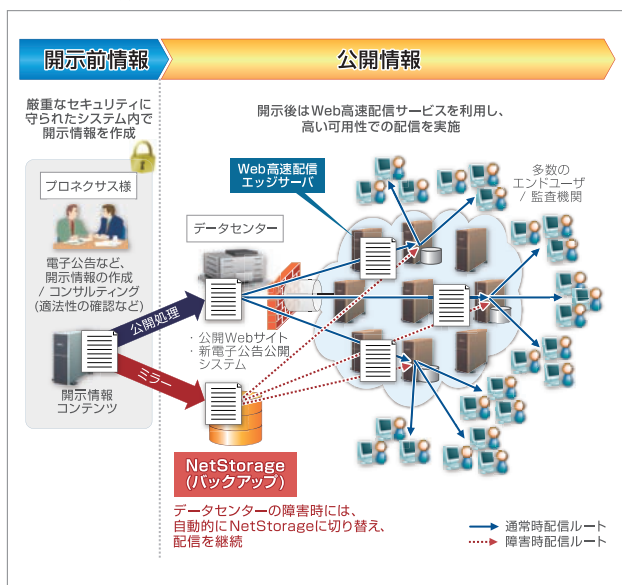 開示前情報
公開情報
厳重なセキュリティに
守られたシステム内で
開示情報を作成
開示後はWeb高速配信サービスを利用し、
高い可用性での配信を実施
プロネクサス様
電子公告など、
開示情報の作成
/ コンサルティング
(適法性の確認など)
開示情報
コンテンツ
公開処理
ミラー
データセンター
・公開Webサイト
・新電子公告公開
システム
Web高速配信
エッジサーバ
多数の
エンドユーザ
/ 監査機関
NetStorage
(バックアップ)
データセンターの障害時には、
自動的にNetStorageに切り替え、
配信を継続
通常時配信ルート
障害時配信ルート